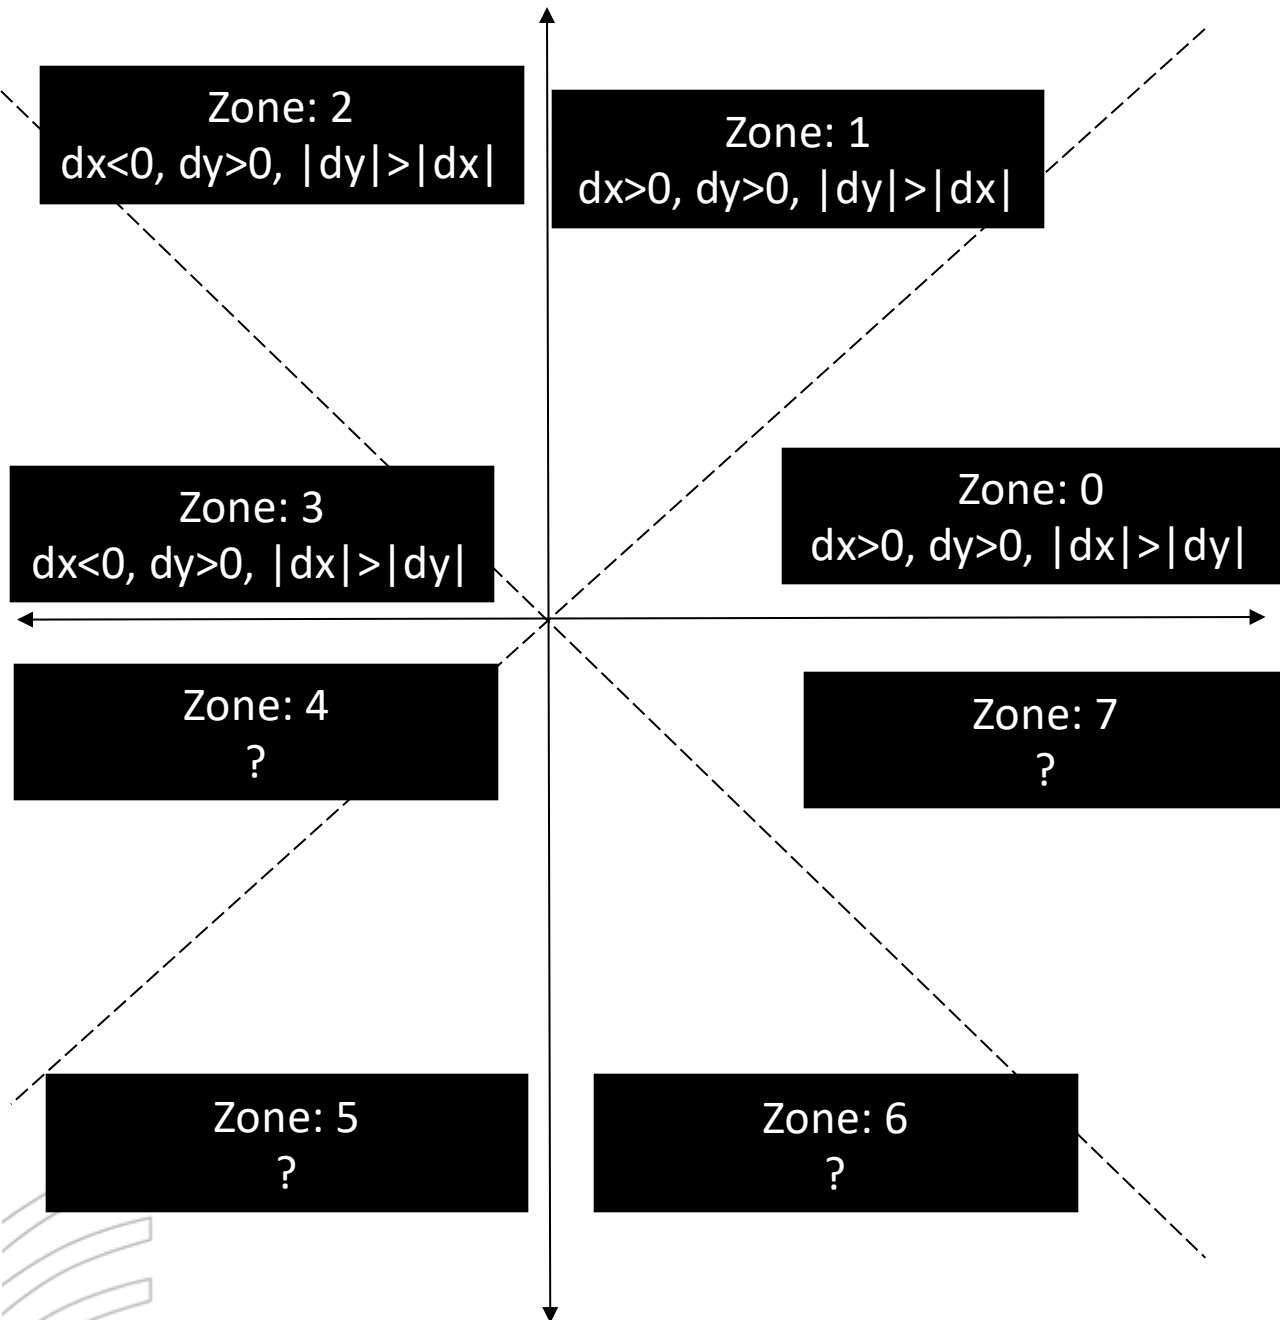 Zone: 2
dx<0, dy>0, |dy|>|dx|
Zone: 1
dx>0, dy>0, |dy|>|dx|
Zone: 3
dx<0, dy>0, |dx|>|dy|
Zone: 0
dx>0, dy>0, |dx|>|dy|
Zone: 4
?
Zone: 7
?
Zone: 5
?
Zone: 6
?